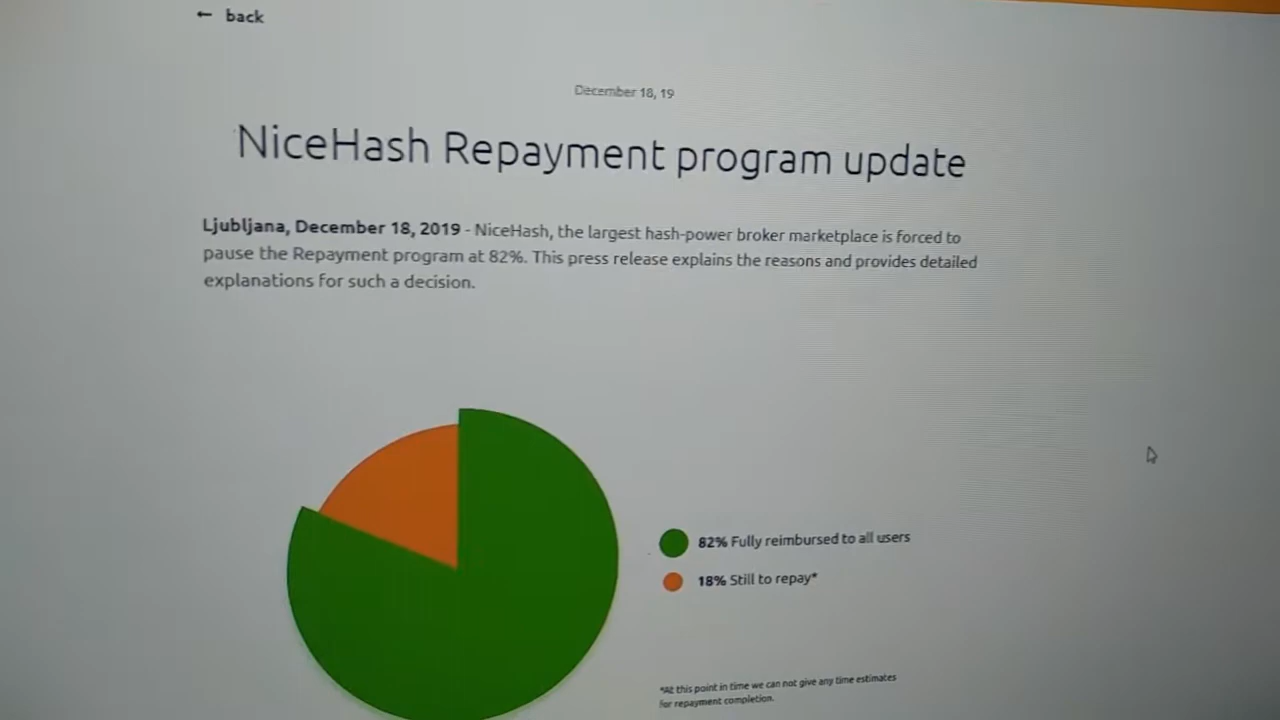 ← back
December 18, 19
NiceHash Repayment program update
Ljubljana, December 18, 2019 - NiceHash, the largest hash-power broker marketplace is forced to
pause the Repayment program at 82%. This press release explains the reasons and provides detailed
explanations for such a decision.
82% Fully reimbursed to all users
18% Still to repay*
*At this point in time we can not give any time estimates
for repayment completion.